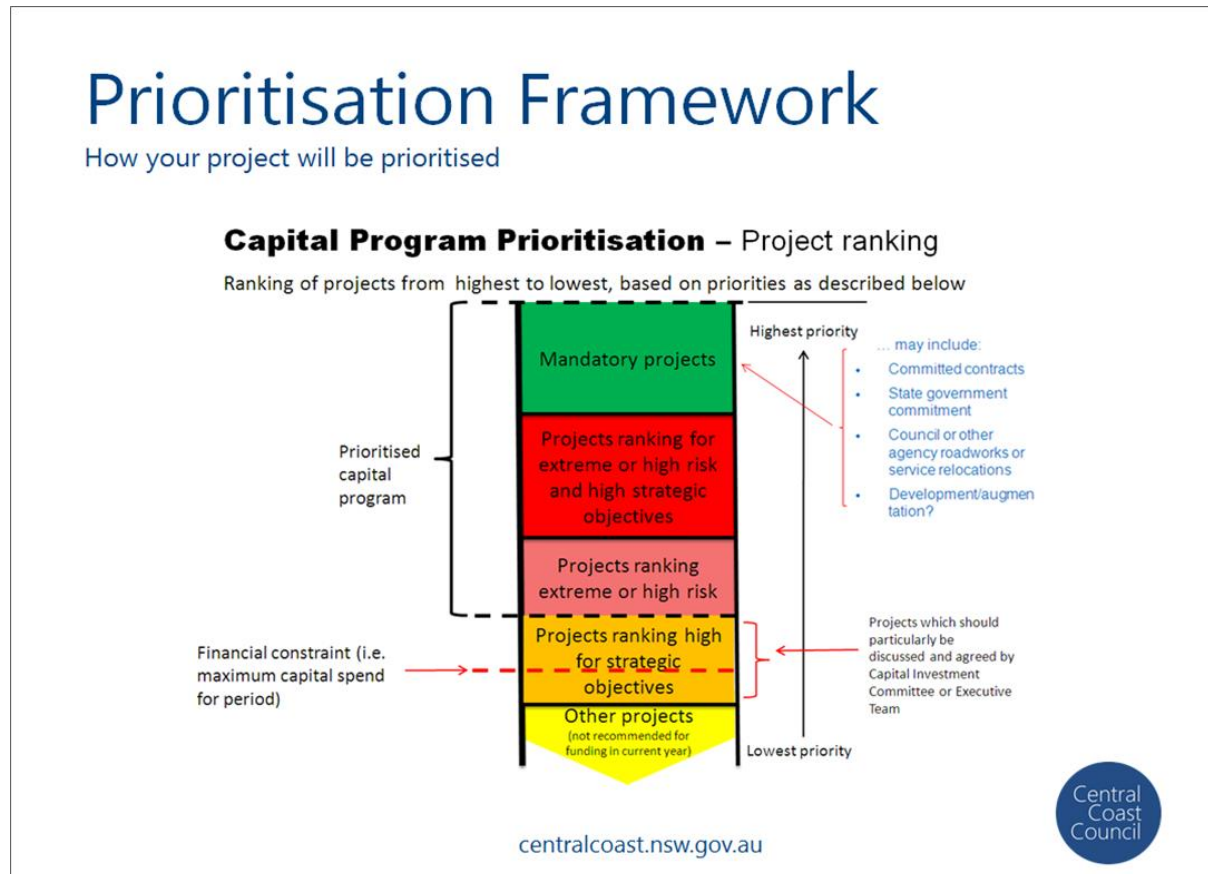 Prioritisation Framework
How your project will be prioritised
Capital Program Prioritisation – Project ranking
Ranking of projects from highest to lowest, based on priorities as described below
Highest priority
Mandatory projects
... may include:
• Committed contracts
• State government
commitment
• Council or other
agency roadworks or
service relocations
• Development/augmen
tation?
Prioritised
capital
program
Projects ranking for
extreme or high risk
and high strategic
objectives
Projects ranking
extreme or high risk
Projects ranking high
for strategic
objectives
Financial constraint (i.e.
maximum capital spend
for period)
Projects which should
particularly be
discussed and agreed by
Capital Investment
Committee or Executive
Team
Other projects
(not recommended for
funding in current year)
Lowest priority
Central
Coast
Council
centralcoast.nsw.gov.au